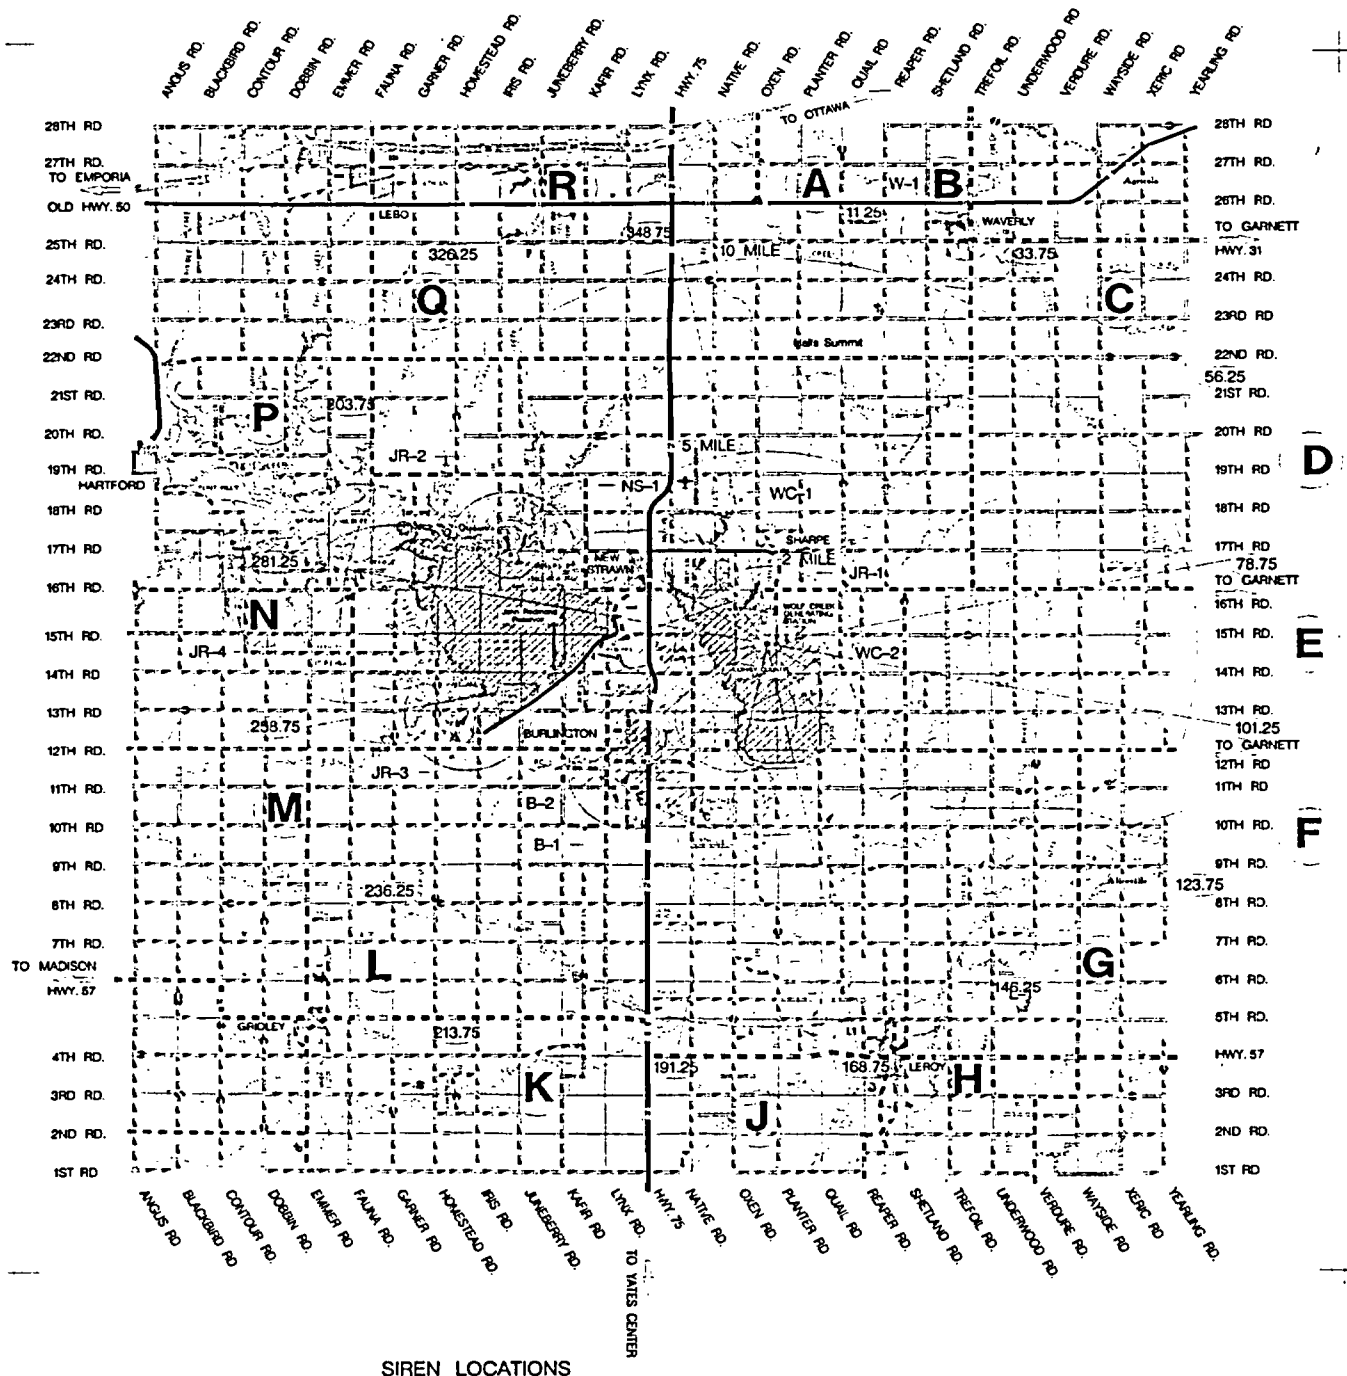 ANGUS RD.
BLACKBIRD RD.
CONTOUR RD.
DOBBIN RD.
EMMER RD
FAUNA RD.
GARNER RD.
HOMESTEAD RD.
IRIS RD.
JUNEBERRY RD.
KAFIR RD.
LYNX RD.
HWY. 75
NATIVE RD.
OXEN RD.
PLANTER RD.
QUAIL RD
REAPER RD.
SHETLAND RD.
TREFOIL RD.
UNDERWOOD RD
VERDURE RD.
WAYSIDE RD.
XERIC RD
YEARLING RD.
TO OTTAWA
28TH RD
28TH RD
27TH RD.
27TH RD.
TO EMPORIA
R
A
W-1
B
OLD HWY. 50
26TH RD.
LEBO
11.25
WAVERLY
TO GARNETT
348.75
25TH RD.
326.25
10 MILE
33.75
HWY. 31
24TH RD.
24TH RD.
Q
C
23RD RD.
23RD RD
Halls Summit
22ND RD
22ND RD.
56.25
21ST RD.
21ST RD.
P
203.75
20TH RD.
20TH RD
5 MILE
JR-2
19TH RD.
19TH RD
D
HARTFORD
NS-1
WC-1
18TH RD
18TH RD
SHARPE
17TH RD
17TH RD
281.25
NEW
STRAWN
2 MILE
JR-1
78.75
TO GARNETT
16TH RD.
16TH RD.
N
WOLF CREEK
GENERATING
STATION
John Redmond
15TH RD.
15TH RD
E
JR-4
WC-2
14TH RD
14TH RD.
13TH RD
13TH RD
258.75
101.25
BURLINGTON
TO GARNETT
12TH RD.
12TH RD
JR-3
11TH RD.
11TH RD
M
B-2
10TH RD
10TH RD.
F
B-1
9TH RD.
9TH RD
236.25
123.75
8TH RD.
8TH RD.
7TH RD.
7TH RD.
TO MADISON
L
G
6TH RD.
HWY. 57
146.25
5TH RD.
GRIDLEY
213.75
4TH RD.
HWY. 57
191.25
168.75
LEROY
H
K
3RD RD.
3RD RD.
J
2ND RD.
2ND RD.
1ST RD
1ST RD
ANGUS RD
BLACKBIRD RD
CONTOUR RD.
DOBBIN RD.
EMMER RD
FAUNA RD.
GARNER RD
HOMESTEAD RD.
IRIS RD.
JUNEBERRY RD.
KAFIR RD
LYNX RD.
HWY. 75
NATIVE RD.
OXEN RD.
PLANTER RD
QUAIL RD
REAPER RD.
SHETLAND RD.
TREFOIL RD.
UNDERWOOD RD.
VERDURE RD.
WAYSIDE RD
XERIC RD
YEARLING RD.
TO YATES CENTER
SIREN LOCATIONS